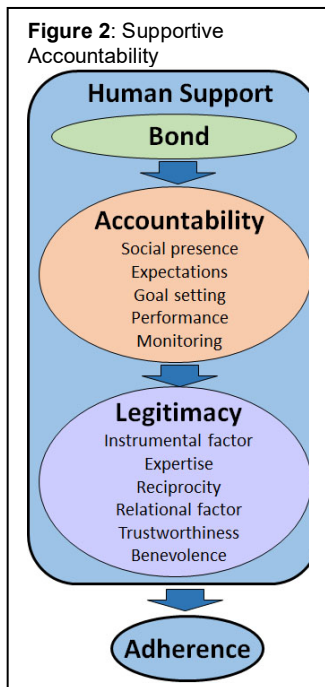 Figure 2: Supportive
Accountability
Human Support
Bond
Accountability
Social presence
Expectations
Goal setting
Performance
Monitoring
Legitimacy
Instrumental factor
Expertise
Reciprocity
Relational factor
Trustworthiness
Benevolence
Adherence